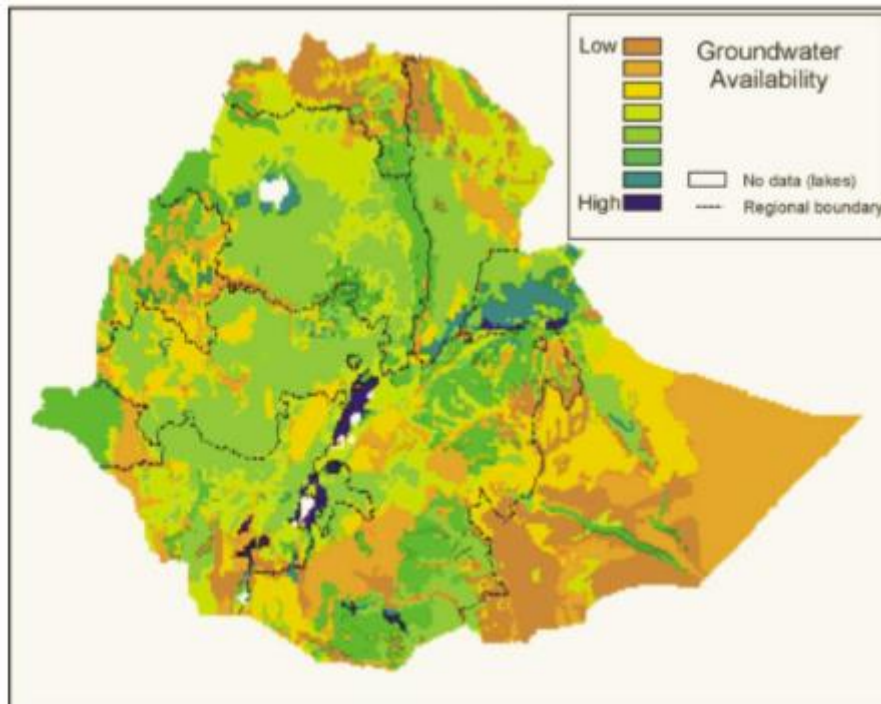 Low
Groundwater
Availability
No data (lakes)
High
Regional boundary